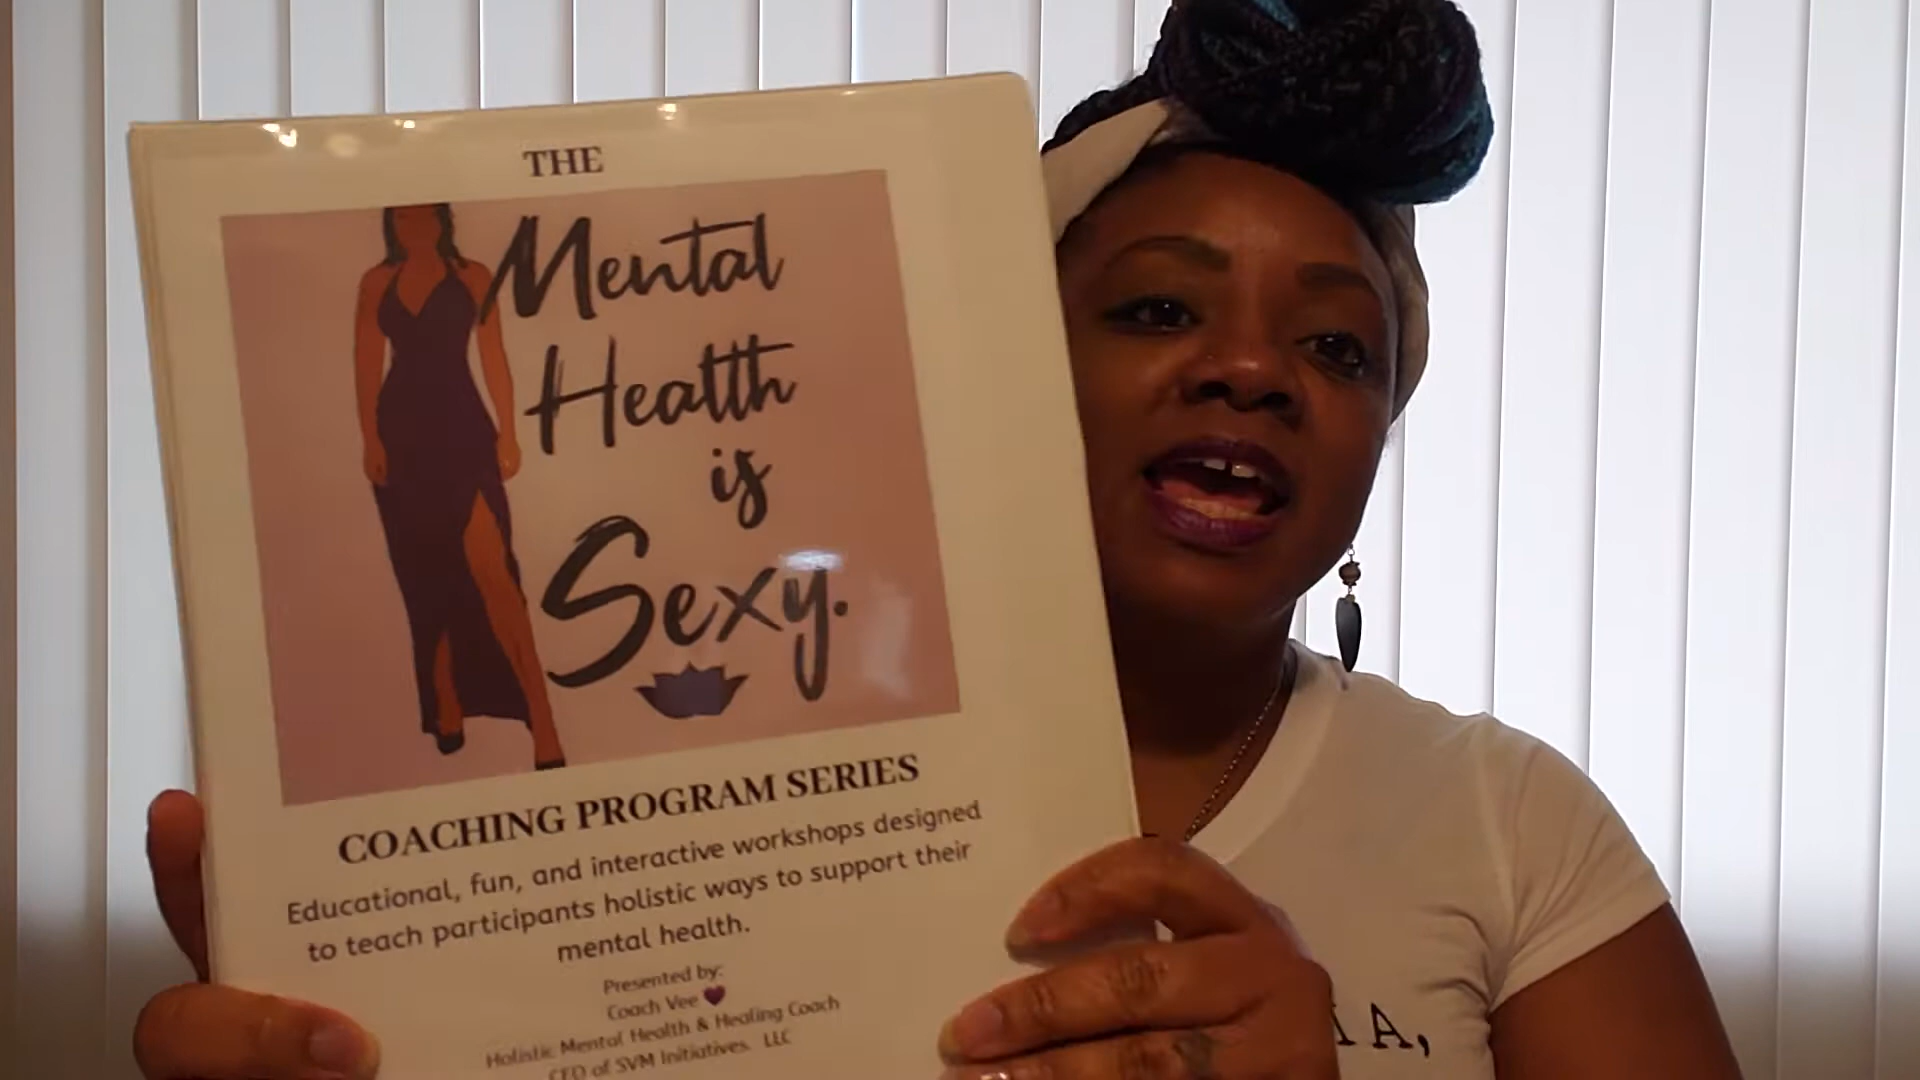 THE
Mental
Health
is
Sexy.
COACHING PROGRAM SERIES
Educational, fun, and interactive workshops designed
to teach participants holistic ways to support their
mental health.
Presented by:
Coach Vee 💜
Holistic Mental Health & Healing Coach
CEO of SVM Initiatives, LLC
A,